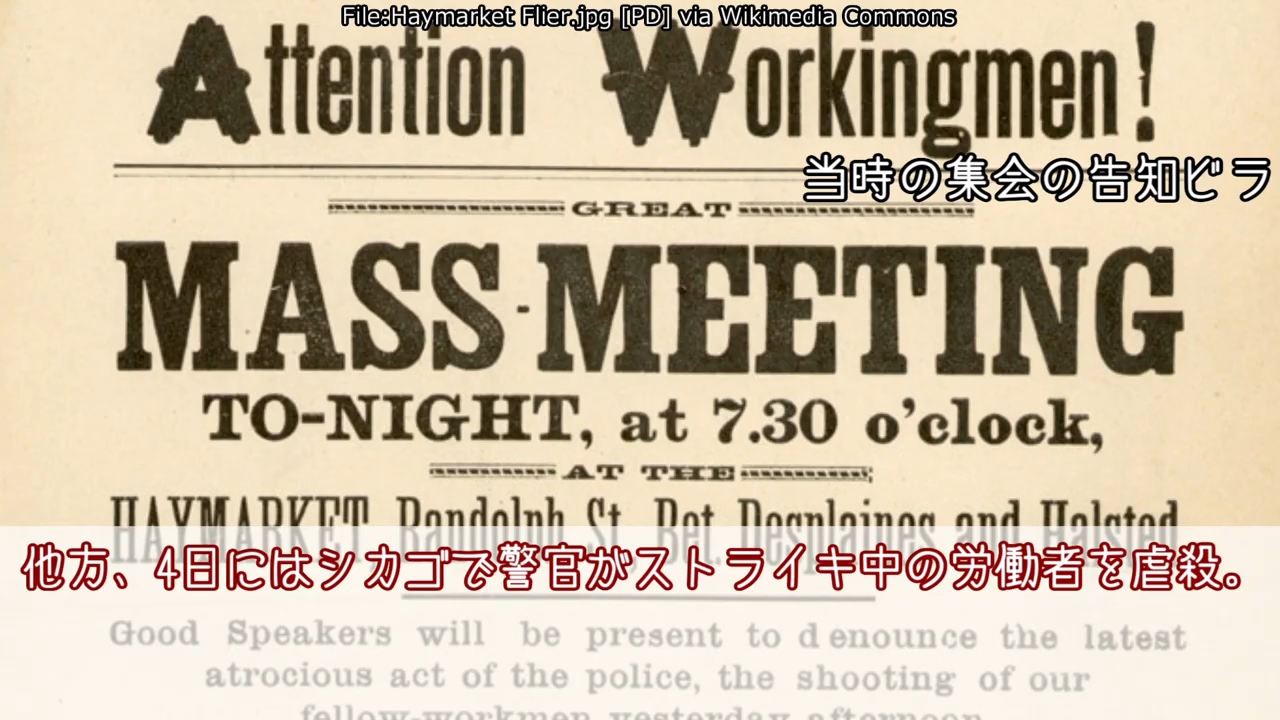 File:Haymarket Flier.jpg [PD] via Wikimedia Commons
Attention Workingmen!
当時の集会の告知ビラ
GREAT
MASS-MEETING
TO-NIGHT, at 7.30 o'clock,
AT THE
HAYMARKET, Randolph St., Bet. Desplaines and Halsted.
他方、4日にはシカゴで警官がストライキ中の労働者を虐殺。
Good Speakers will be present to denounce the latest
atrocious act of the police, the shooting of our
fellow-workmen yesterday afternoon.